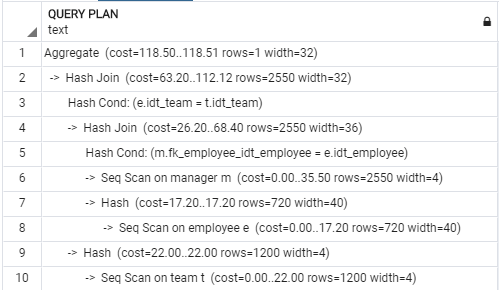 QUERY PLAN
text
1 Aggregate (cost=118.50..118.51 rows=1 width=32)
2 -> Hash Join (cost=63.20..112.12 rows=2550 width=32)
3 Hash Cond: (e.idt_team = t.idt_team)
4 -> Hash Join (cost=26.20..68.40 rows=2550 width=36)
5 Hash Cond: (m.fk_employee_idt_employee = e.idt_employee)
6 -> Seq Scan on manager m (cost=0.00..35.50 rows=2550 width=4)
7 -> Hash (cost=17.20..17.20 rows=720 width=40)
8 -> Seq Scan on employee e (cost=0.00..17.20 rows=720 width=40)
9 -> Hash (cost=22.00..22.00 rows=1200 width=4)
10 -> Seq Scan on team t (cost=0.00..22.00 rows=1200 width=4)